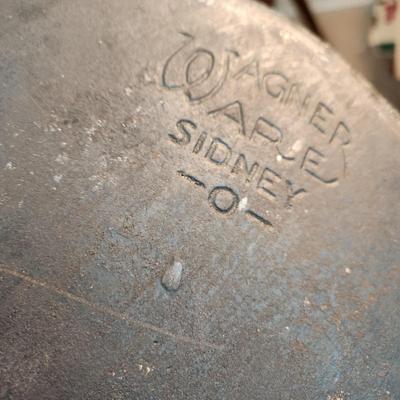 WAGNER
WARE
SIDNEY
-O-